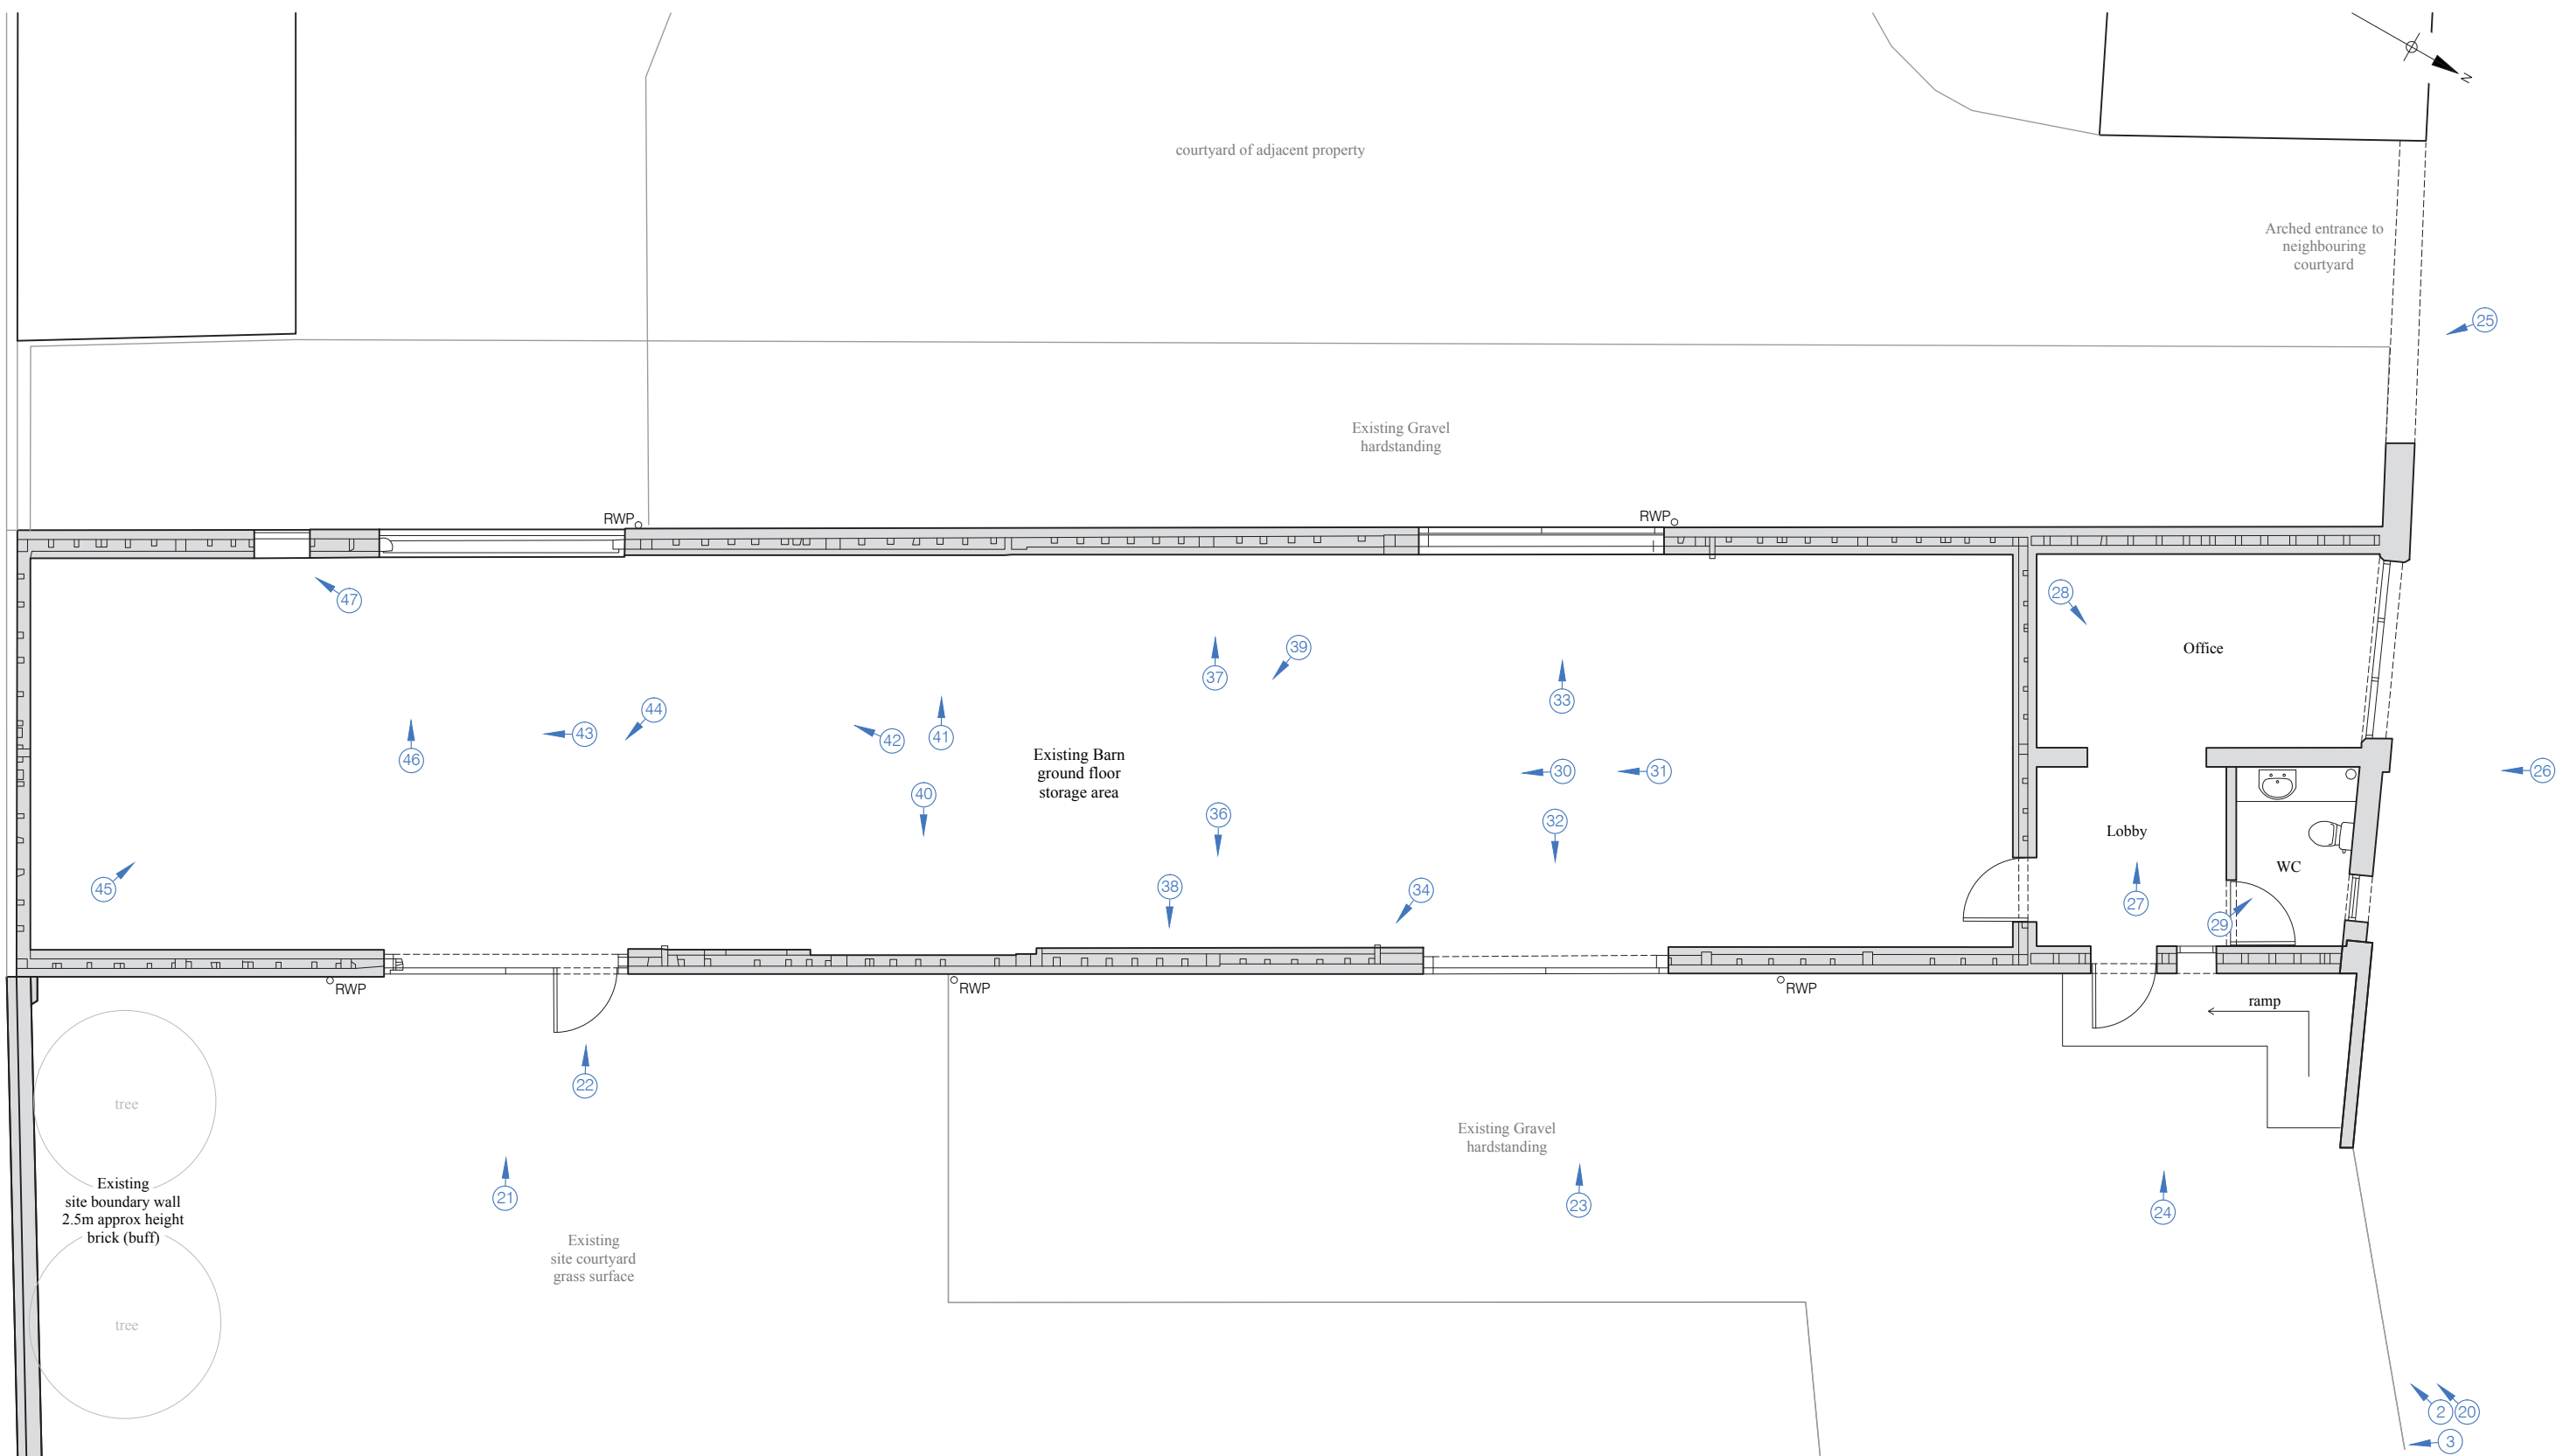 N
courtyard of adjacent property
Arched entrance to
neighbouring
courtyard
25
Existing Gravel
hardstanding
RWP
RWP
47
28
Office
39
37
33
44
43
42
41
46
Existing Barn
ground floor
storage area
30
31
26
40
36
32
Lobby
WC
45
38
34
27
29
RWP
RWP
RWP
ramp
22
tree
Existing Gravel
hardstanding
Existing
site boundary wall
2.5m approx height
brick (buff)
21
23
24
Existing
site courtyard
grass surface
tree
2
20
3